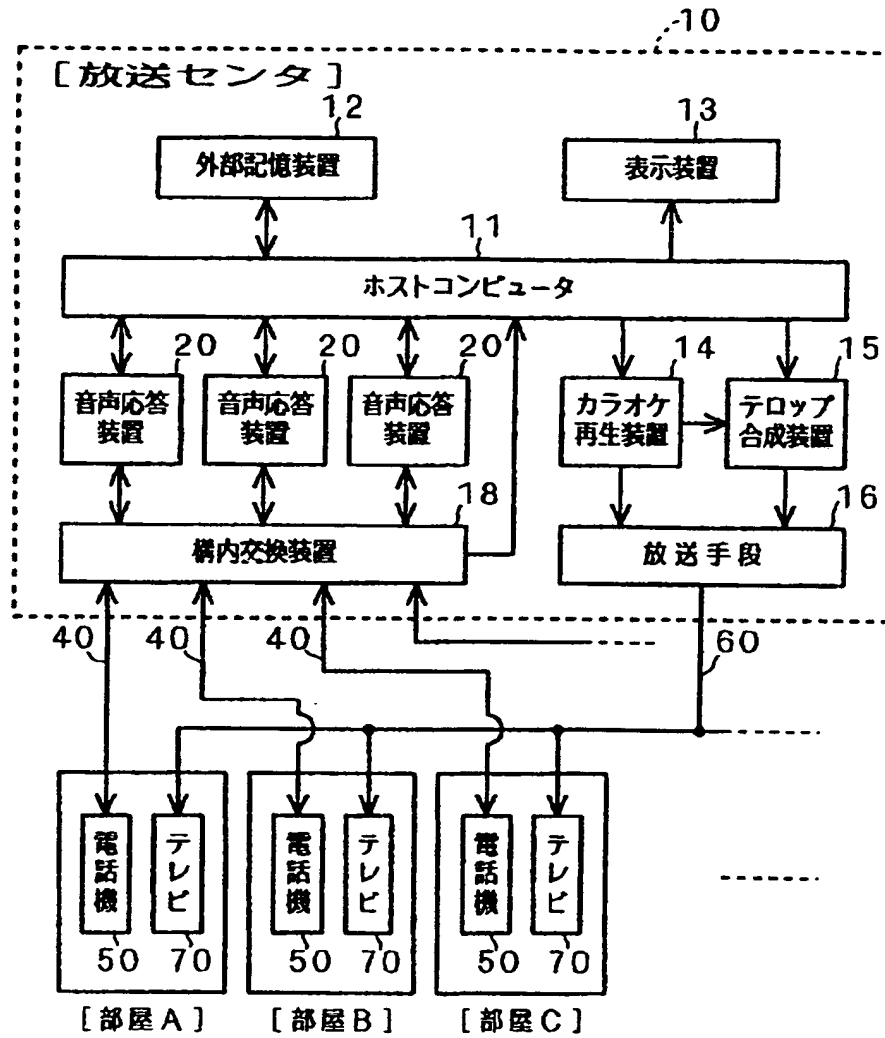 10
[放送センタ]
12
13
外部記憶装置
表示装置
11
ホストコンピュータ
20
20
20
14
15
音声応答
装置
音声応答
装置
音声応答
装置
カラオケ
再生装置
テロップ
合成装置
18
16
構内交換装置
放送手段
40
40
40
60
電話機
テレビ
電話機
テレビ
電話機
テレビ
50
70
50
70
50
70
[部屋A]
[部屋B]
[部屋C]